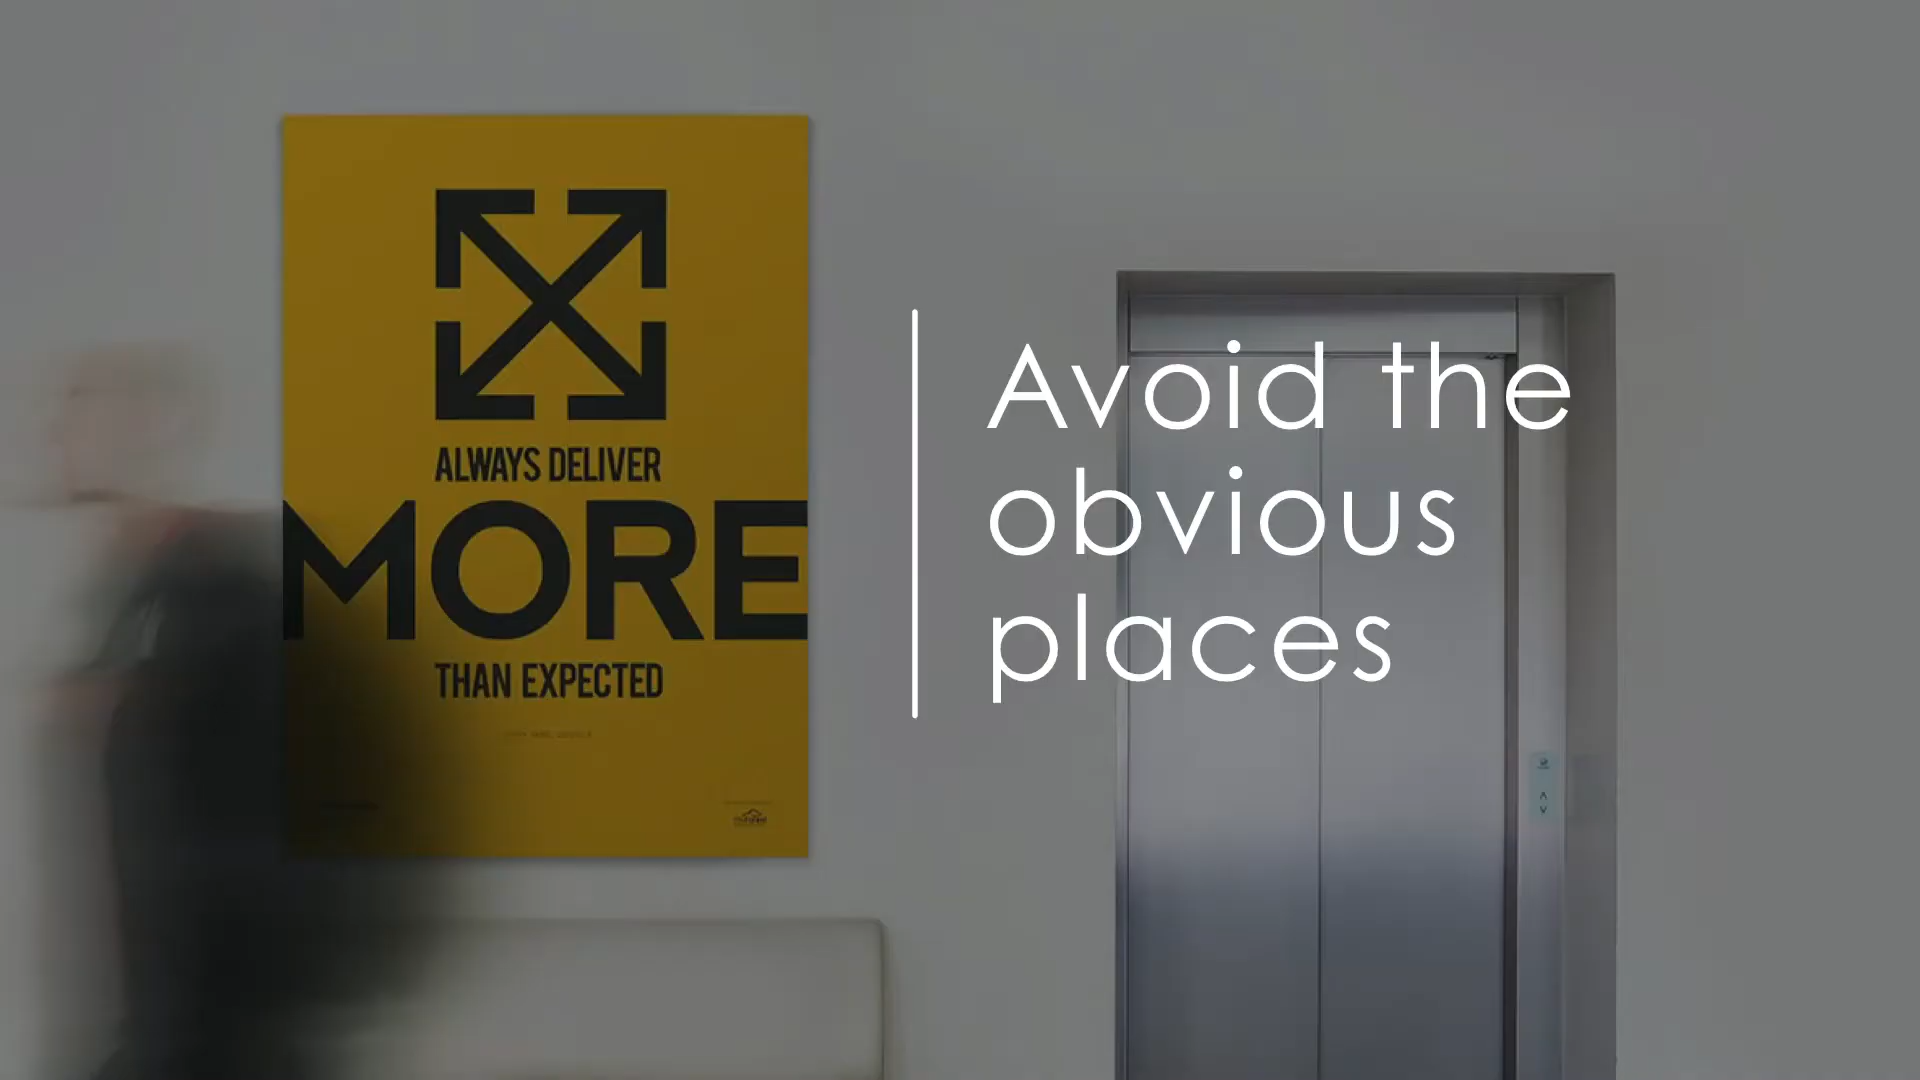 ALWAYS DELIVER
MORE
THAN EXPECTED
Avoid the
obvious
places